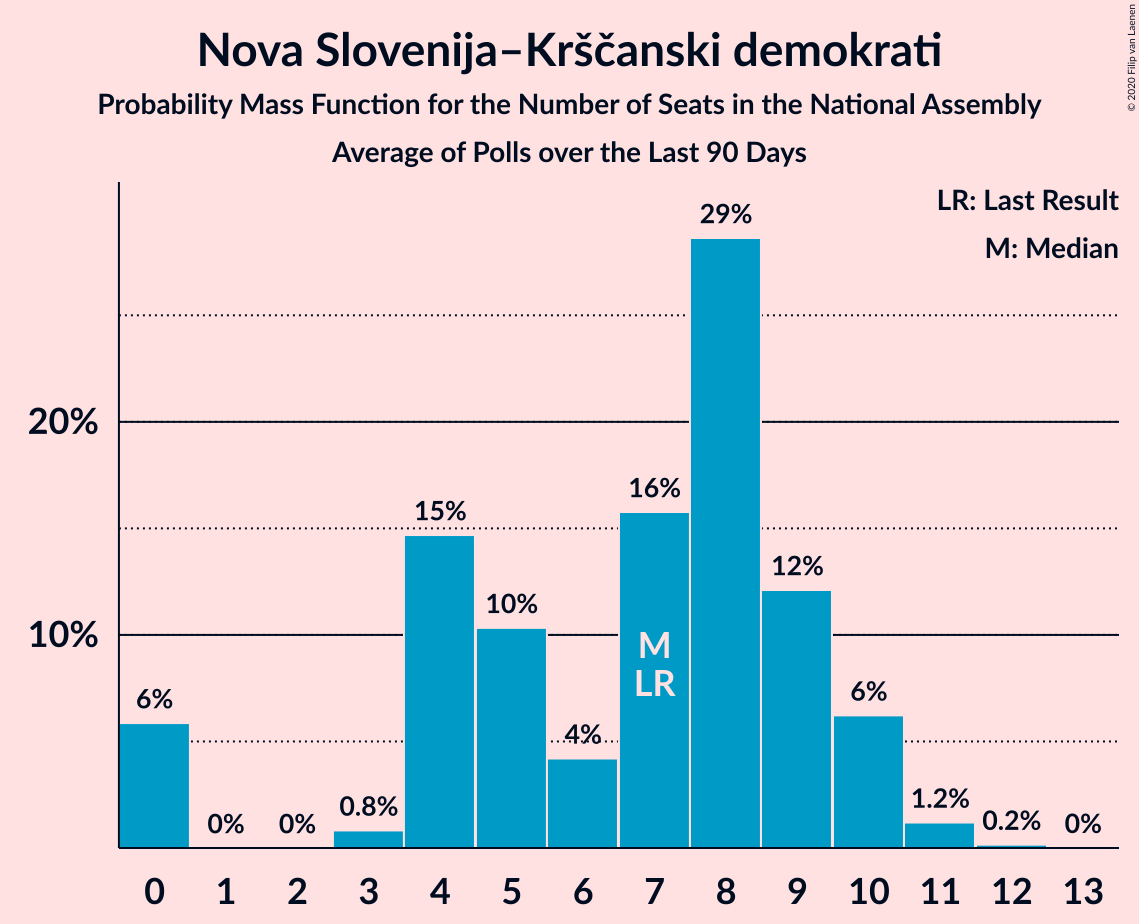 Nova Slovenija–Krščanski demokrati
Probability Mass Function for the Number of Seats in the National Assembly
Average of Polls over the Last 90 Days
© 2020 Filip van Laenen
LR: Last Result
M: Median
29%
20%
16%
15%
12%
10%
10%
M
LR
6%
6%
4%
0.8%
1.2%
0.2%
0%
0%
0%
0 1 2 3 4 5 6 7 8 9 10 11 12 13